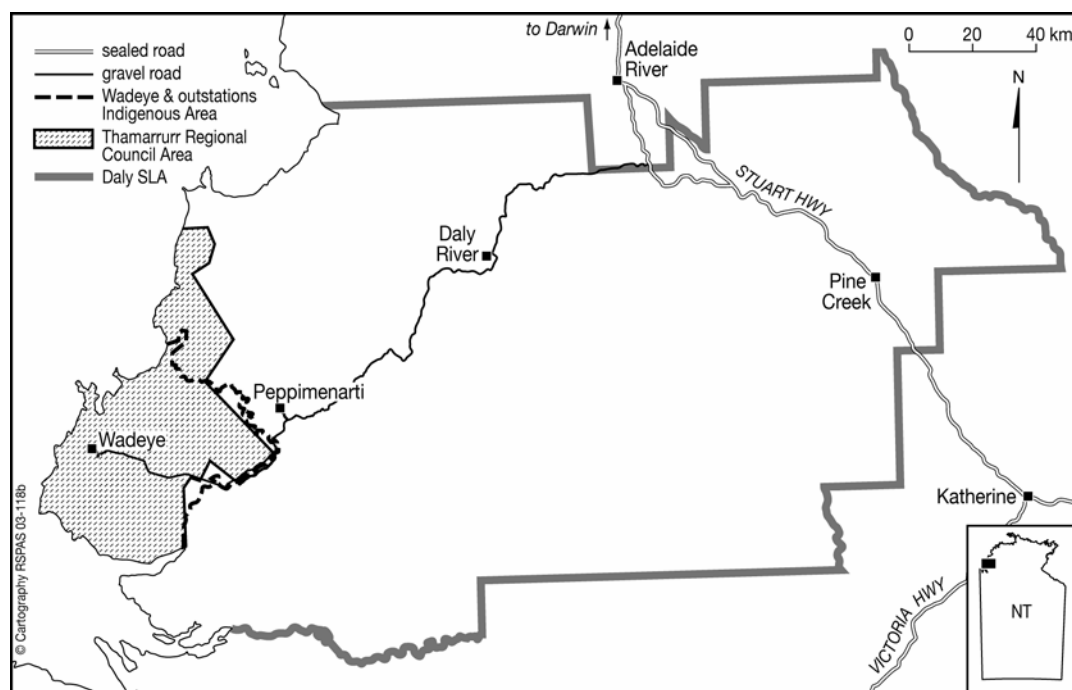 sealed road
gravel road
Wadeye & outstations
Indigenous Area
Thamarrurr Regional
Council Area
Daly SLA
to Darwin
Adelaide
River
0 20 40 km
N
STUART HWY
Daly
River
Pine
Creek
Peppimenarti
Wadeye
Katherine
VICTORIA HWY
NT
© Cartography RSPAS 03-118b